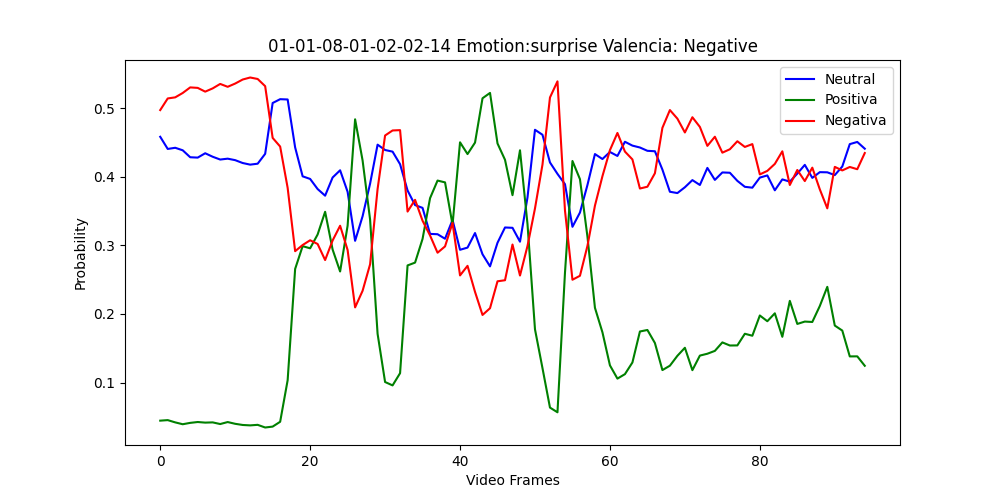 01-01-08-01-02-02-14 Emotion:surprise Valencia: Negative
Neutral
Positiva
Negativa
Probability
0.5
0.4
0.3
0.2
0.1
0 20 40 60 80
Video Frames